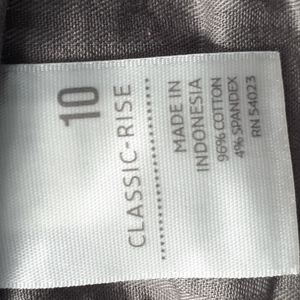 10
CLASSIC-RISE
MADE IN
INDONESIA
96% COTTON
4% SPANDEX
RN 54023